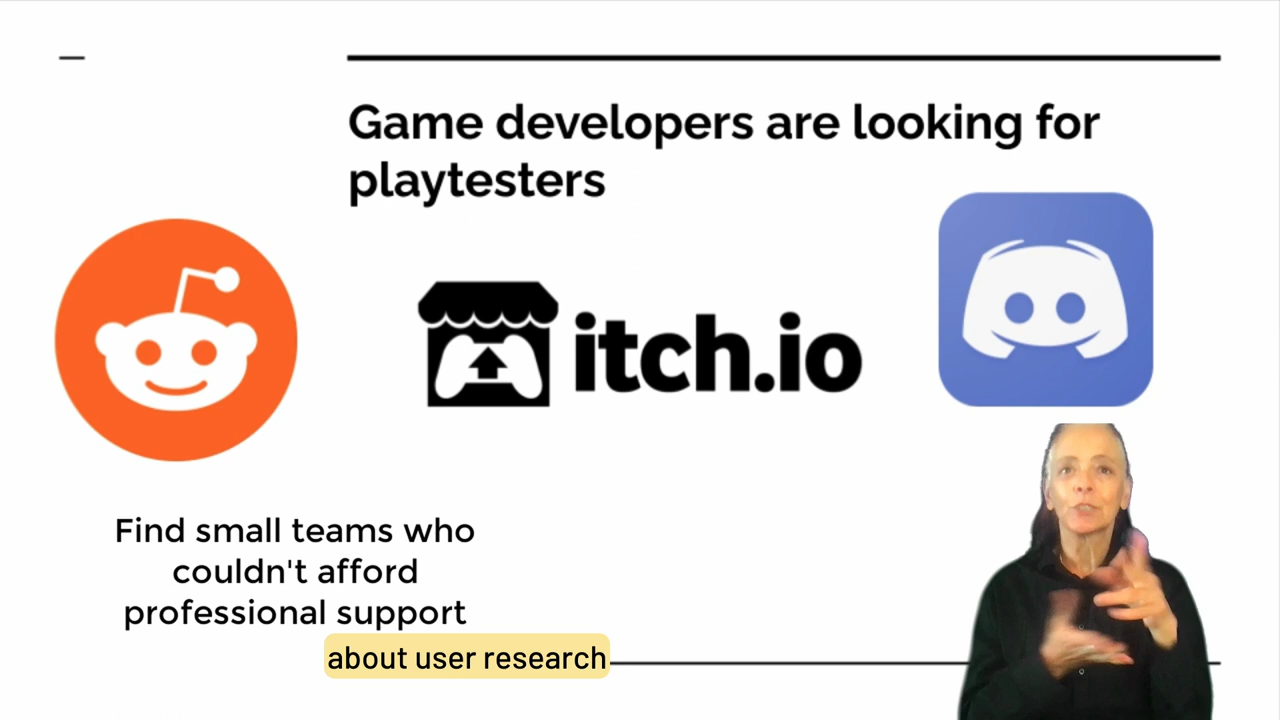 Game developers are looking for
playtesters
itch.io
Find small teams who
couldn't afford
professional support
about user research